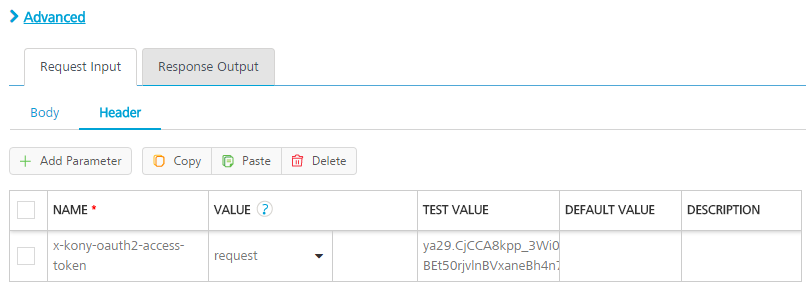 Advanced
Request Input Response Output
Body Header
Add Parameter Copy Paste Delete
NAME * VALUE ? TEST VALUE DEFAULT VALUE DESCRIPTION
x-kony-oauth2-access- request ya29.CjCCA8kpp_3Wi0
token BEt50rjvlnBVxaneBh4n7